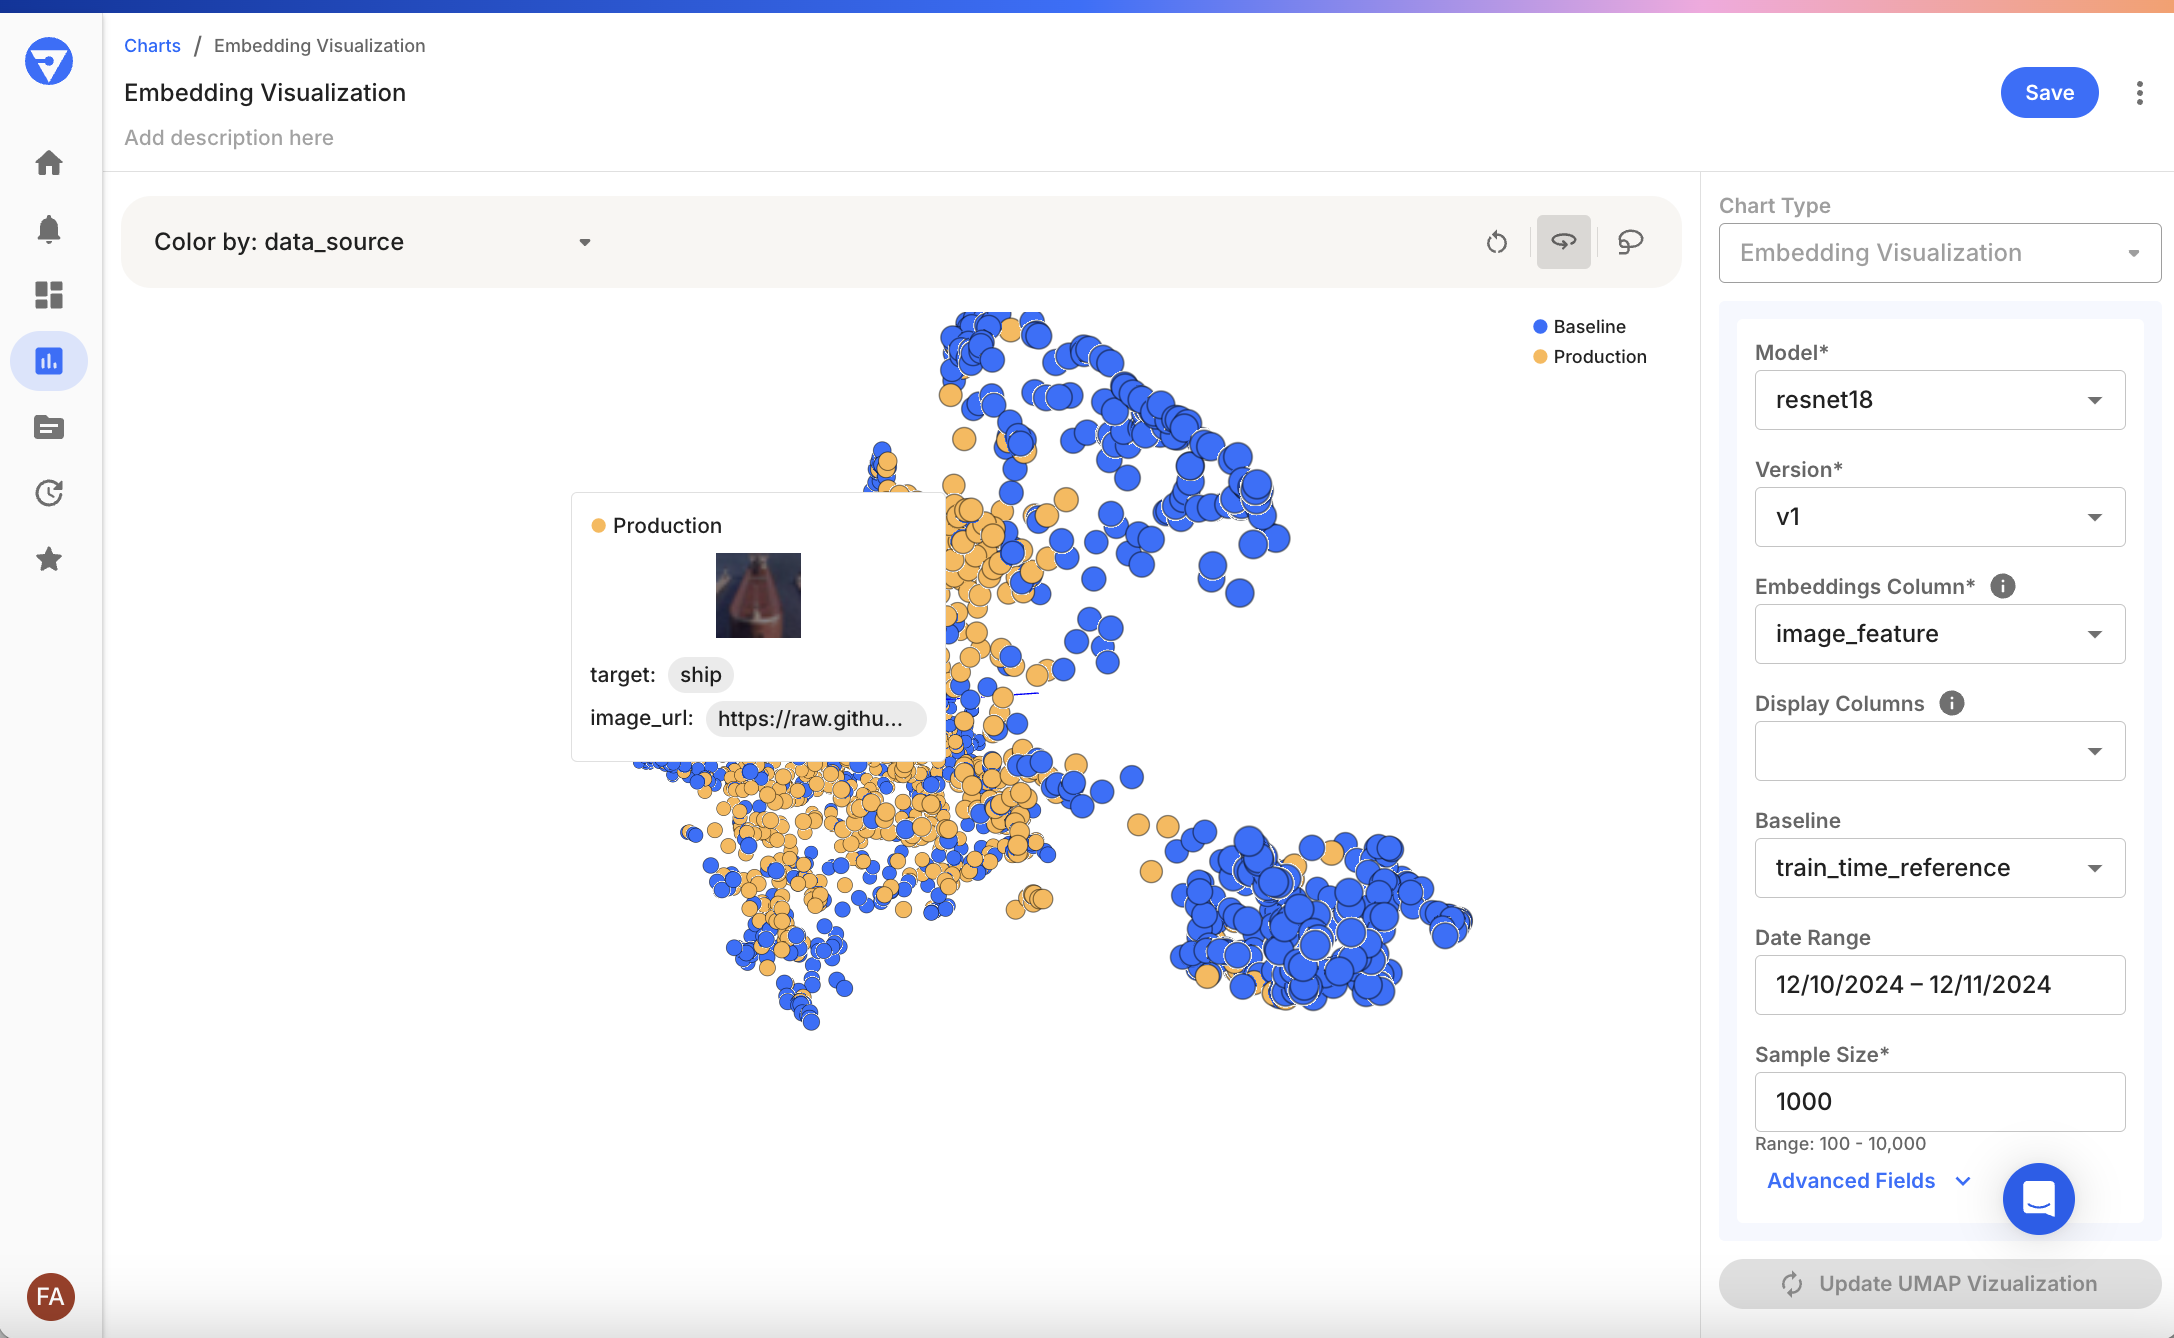 Charts / Embedding Visualization
Embedding Visualization
Add description here
Save
Color by: data_source
Baseline
Production
Production
target: ship
image_url: https://raw.githu...
Chart Type
Embedding Visualization
Model*
resnet18
Version*
v1
Embeddings Column*
image_feature
Display Columns
Baseline
train_time_reference
Date Range
12/10/2024 – 12/11/2024
Sample Size*
1000
Range: 100 - 10,000
Advanced Fields
Update UMAP Vizualization
FA